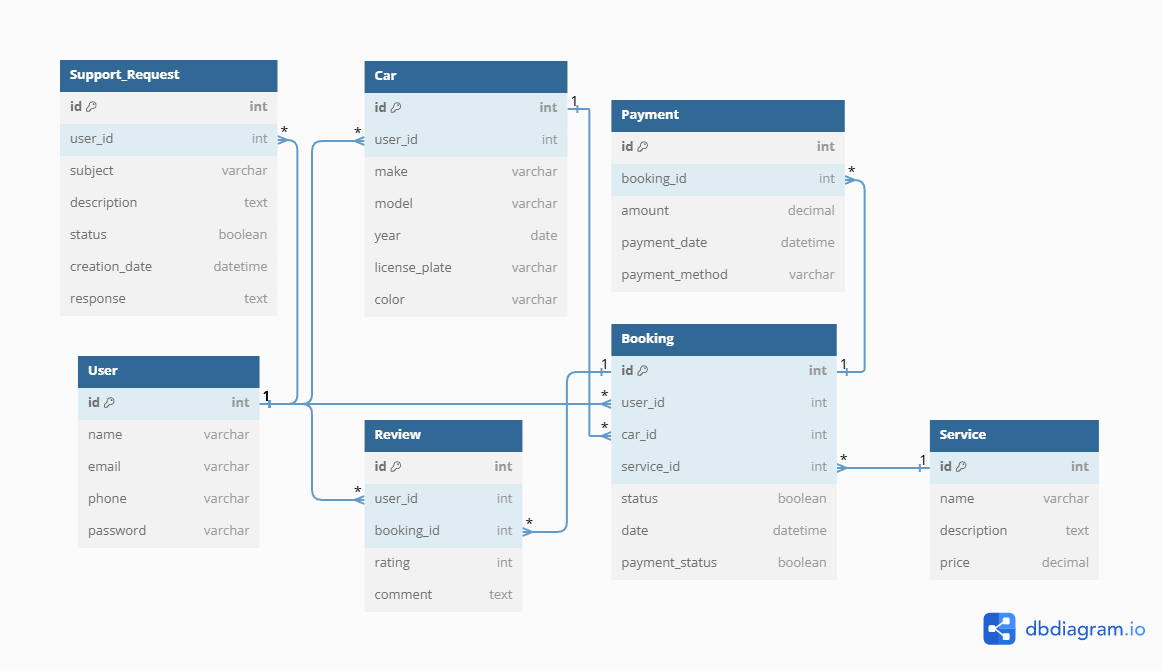 Support_Request
id int
user_id int
subject varchar
description text
status boolean
creation_date datetime
response text
Car
id int
user_id int
make varchar
model varchar
year date
license_plate varchar
color varchar
Payment
id int
booking_id int
amount decimal
payment_date datetime
payment_method varchar
User
id int
name varchar
email varchar
phone varchar
password varchar
Review
id int
user_id int
booking_id int
rating int
comment text
Booking
id int
user_id int
car_id int
service_id int
status boolean
date datetime
payment_status boolean
Service
id int
name varchar
description text
price decimal
*
*
1
*
1
1
*
*
*
*
1
1
*
dbdiagram.io